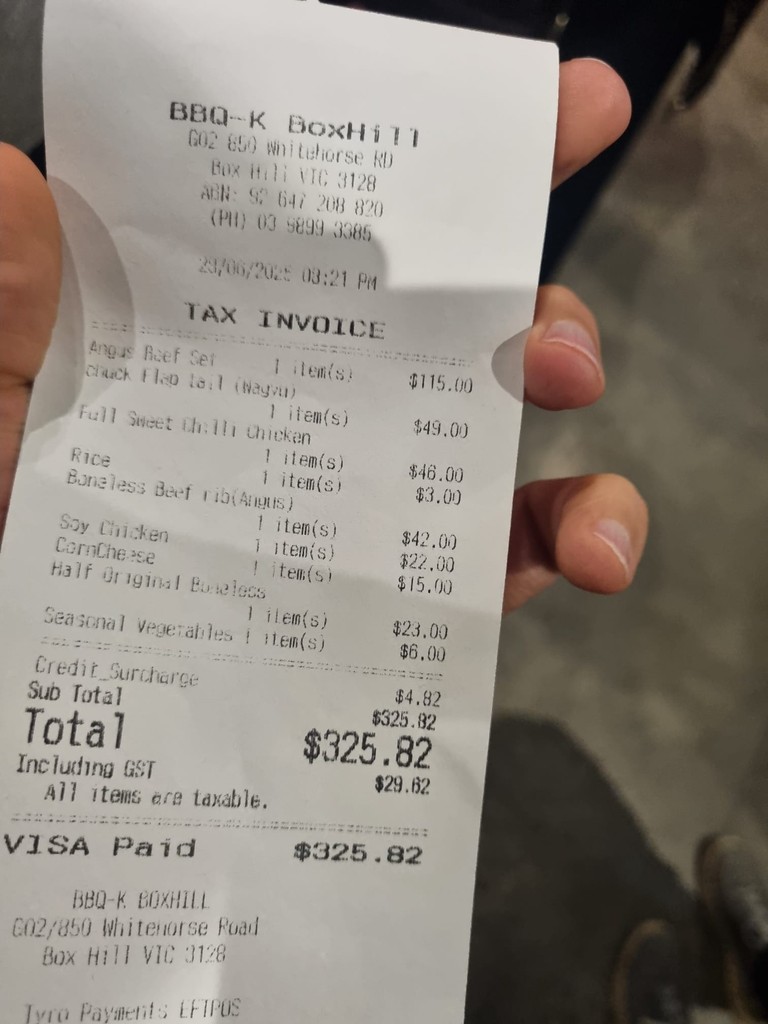 BBQ-K BoxHill
G02 850 Whitehorse RD
Box Hill VIC 3128
ABN: 92 647 208 820
(PH) 03 9899 3385
29/06/2025 08:21 PM
TAX INVOICE
Angus Beef Set 1 item(s) $115.00
chuck Flap tail (Wagyu)
1 item(s) $49.00
Full Sweet Chilli Chicken
1 item(s) $46.00
Rice 1 item(s) $3.00
Boneless Beef rib(Angus)
1 item(s) $42.00
Soy Chicken 1 item(s) $22.00
CornCheese 1 item(s) $15.00
Half Original Boneless
1 item(s) $23.00
Seasonal Vegetables 1 item(s) $6.00
Credit_Surcharge $4.82
Sub Total $325.82
Total $325.82
Including GST $29.62
All items are taxable.
VISA Paid $325.82
BBQ-K BOXHILL
G02/850 Whitehorse Road
Box Hill VIC 3128
Tyro Payments EFTPOS